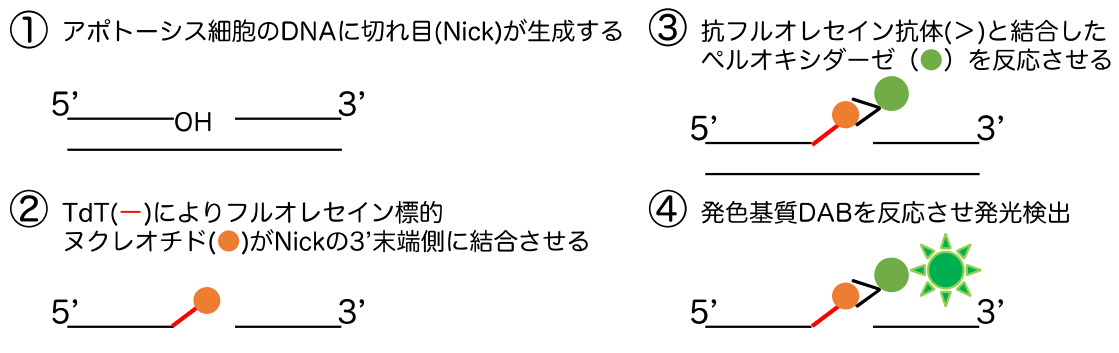 ① アポトーシス細胞のDNAに切れ目(Nick)が生成する
5’ 3’
OH
② TdT(ー)によりフルオレセイン標的
ヌクレオチド(●)がNickの3’末端側に結合させる
5’ 3’
③ 抗フルオレセイン抗体(>)と結合した
ペルオキシダーゼ（●）を反応させる
5’ 3’
④ 発色基質DABを反応させ発光検出
5’ 3’